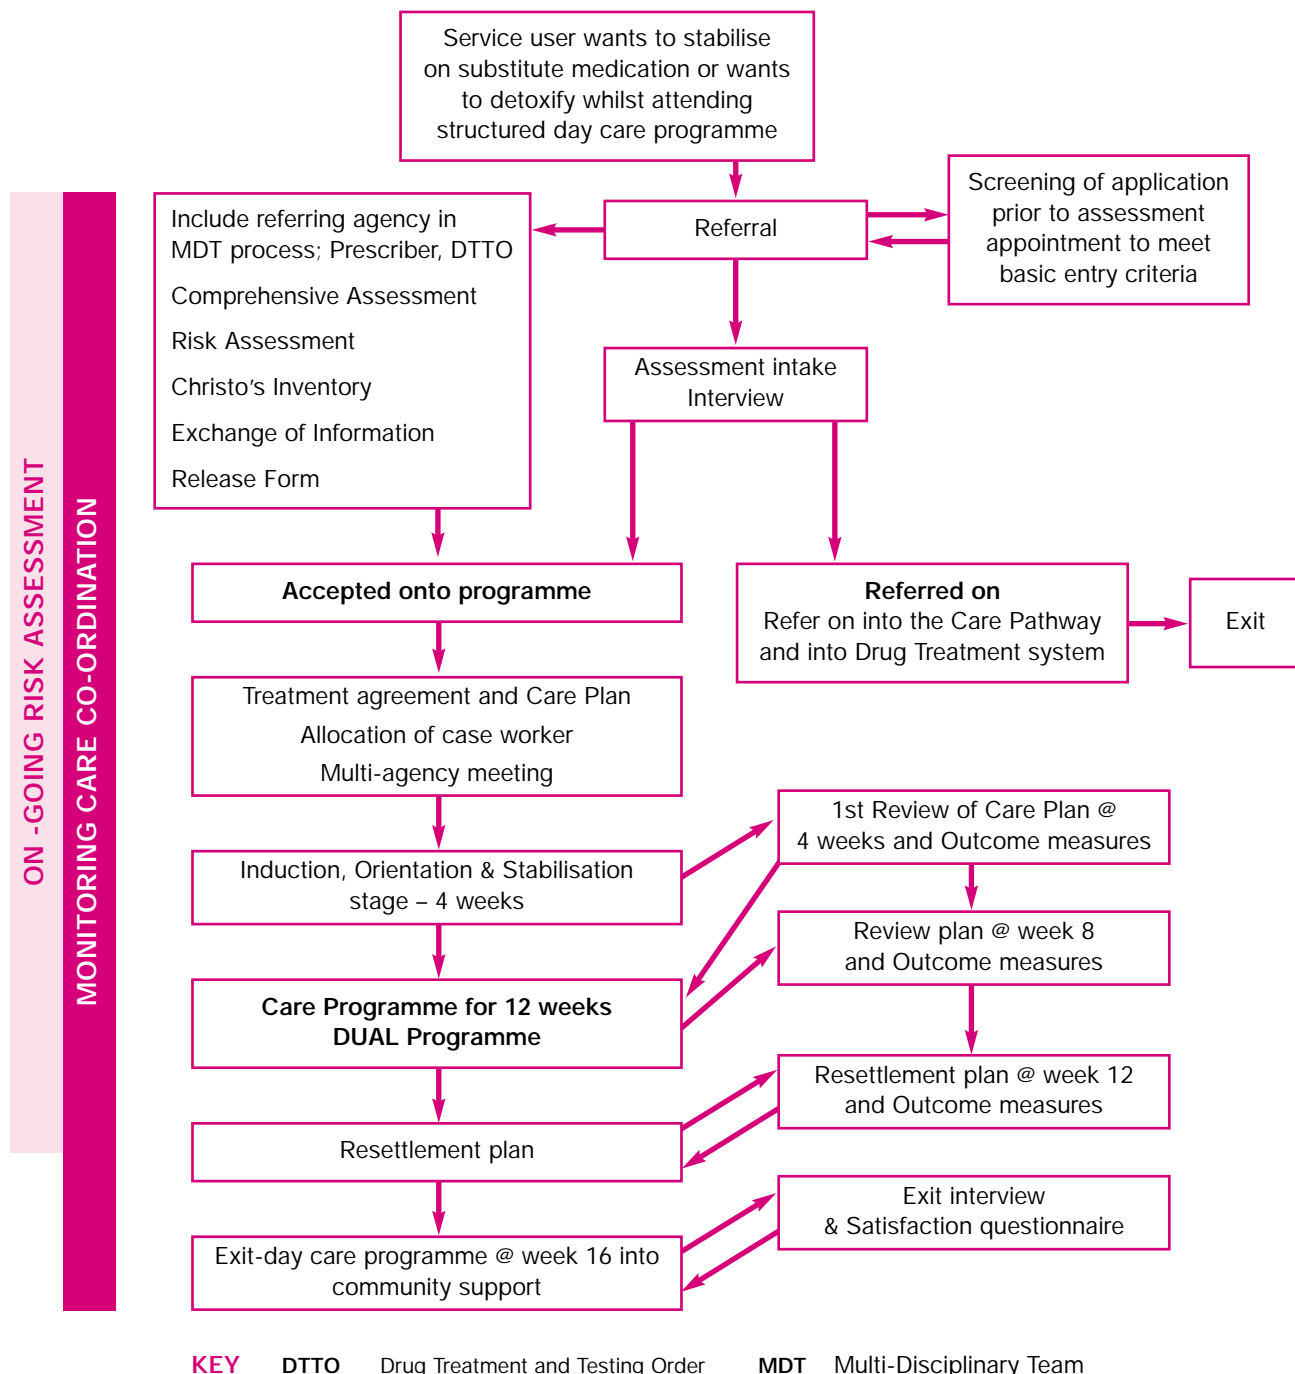 Service user wants to stabilise
on substitute medication or wants
to detoxify whilst attending
structured day care programme
Screening of application
prior to assessment
appointment to meet
basic entry criteria
Referral
Include referring agency in
MDT process; Prescriber, DTTO
Comprehensive Assessment
Risk Assessment
Christo's Inventory
Exchange of Information
Release Form
Assessment intake
Interview
Accepted onto programme
Referred on
Refer on into the Care Pathway
and into Drug Treatment system
Exit
Treatment agreement and Care Plan
Allocation of case worker
Multi-agency meeting
1st Review of Care Plan @
4 weeks and Outcome measures
Induction, Orientation & Stabilisation
stage – 4 weeks
Review plan @ week 8
and Outcome measures
Care Programme for 12 weeks
DUAL Programme
Resettlement plan @ week 12
and Outcome measures
Resettlement plan
Exit interview
& Satisfaction questionnaire
Exit-day care programme @ week 16 into
community support
ON -GOING RISK ASSESSMENT
MONITORING CARE CO-ORDINATION
KEY DTTO Drug Treatment and Testing Order MDT Multi-Disciplinary Team